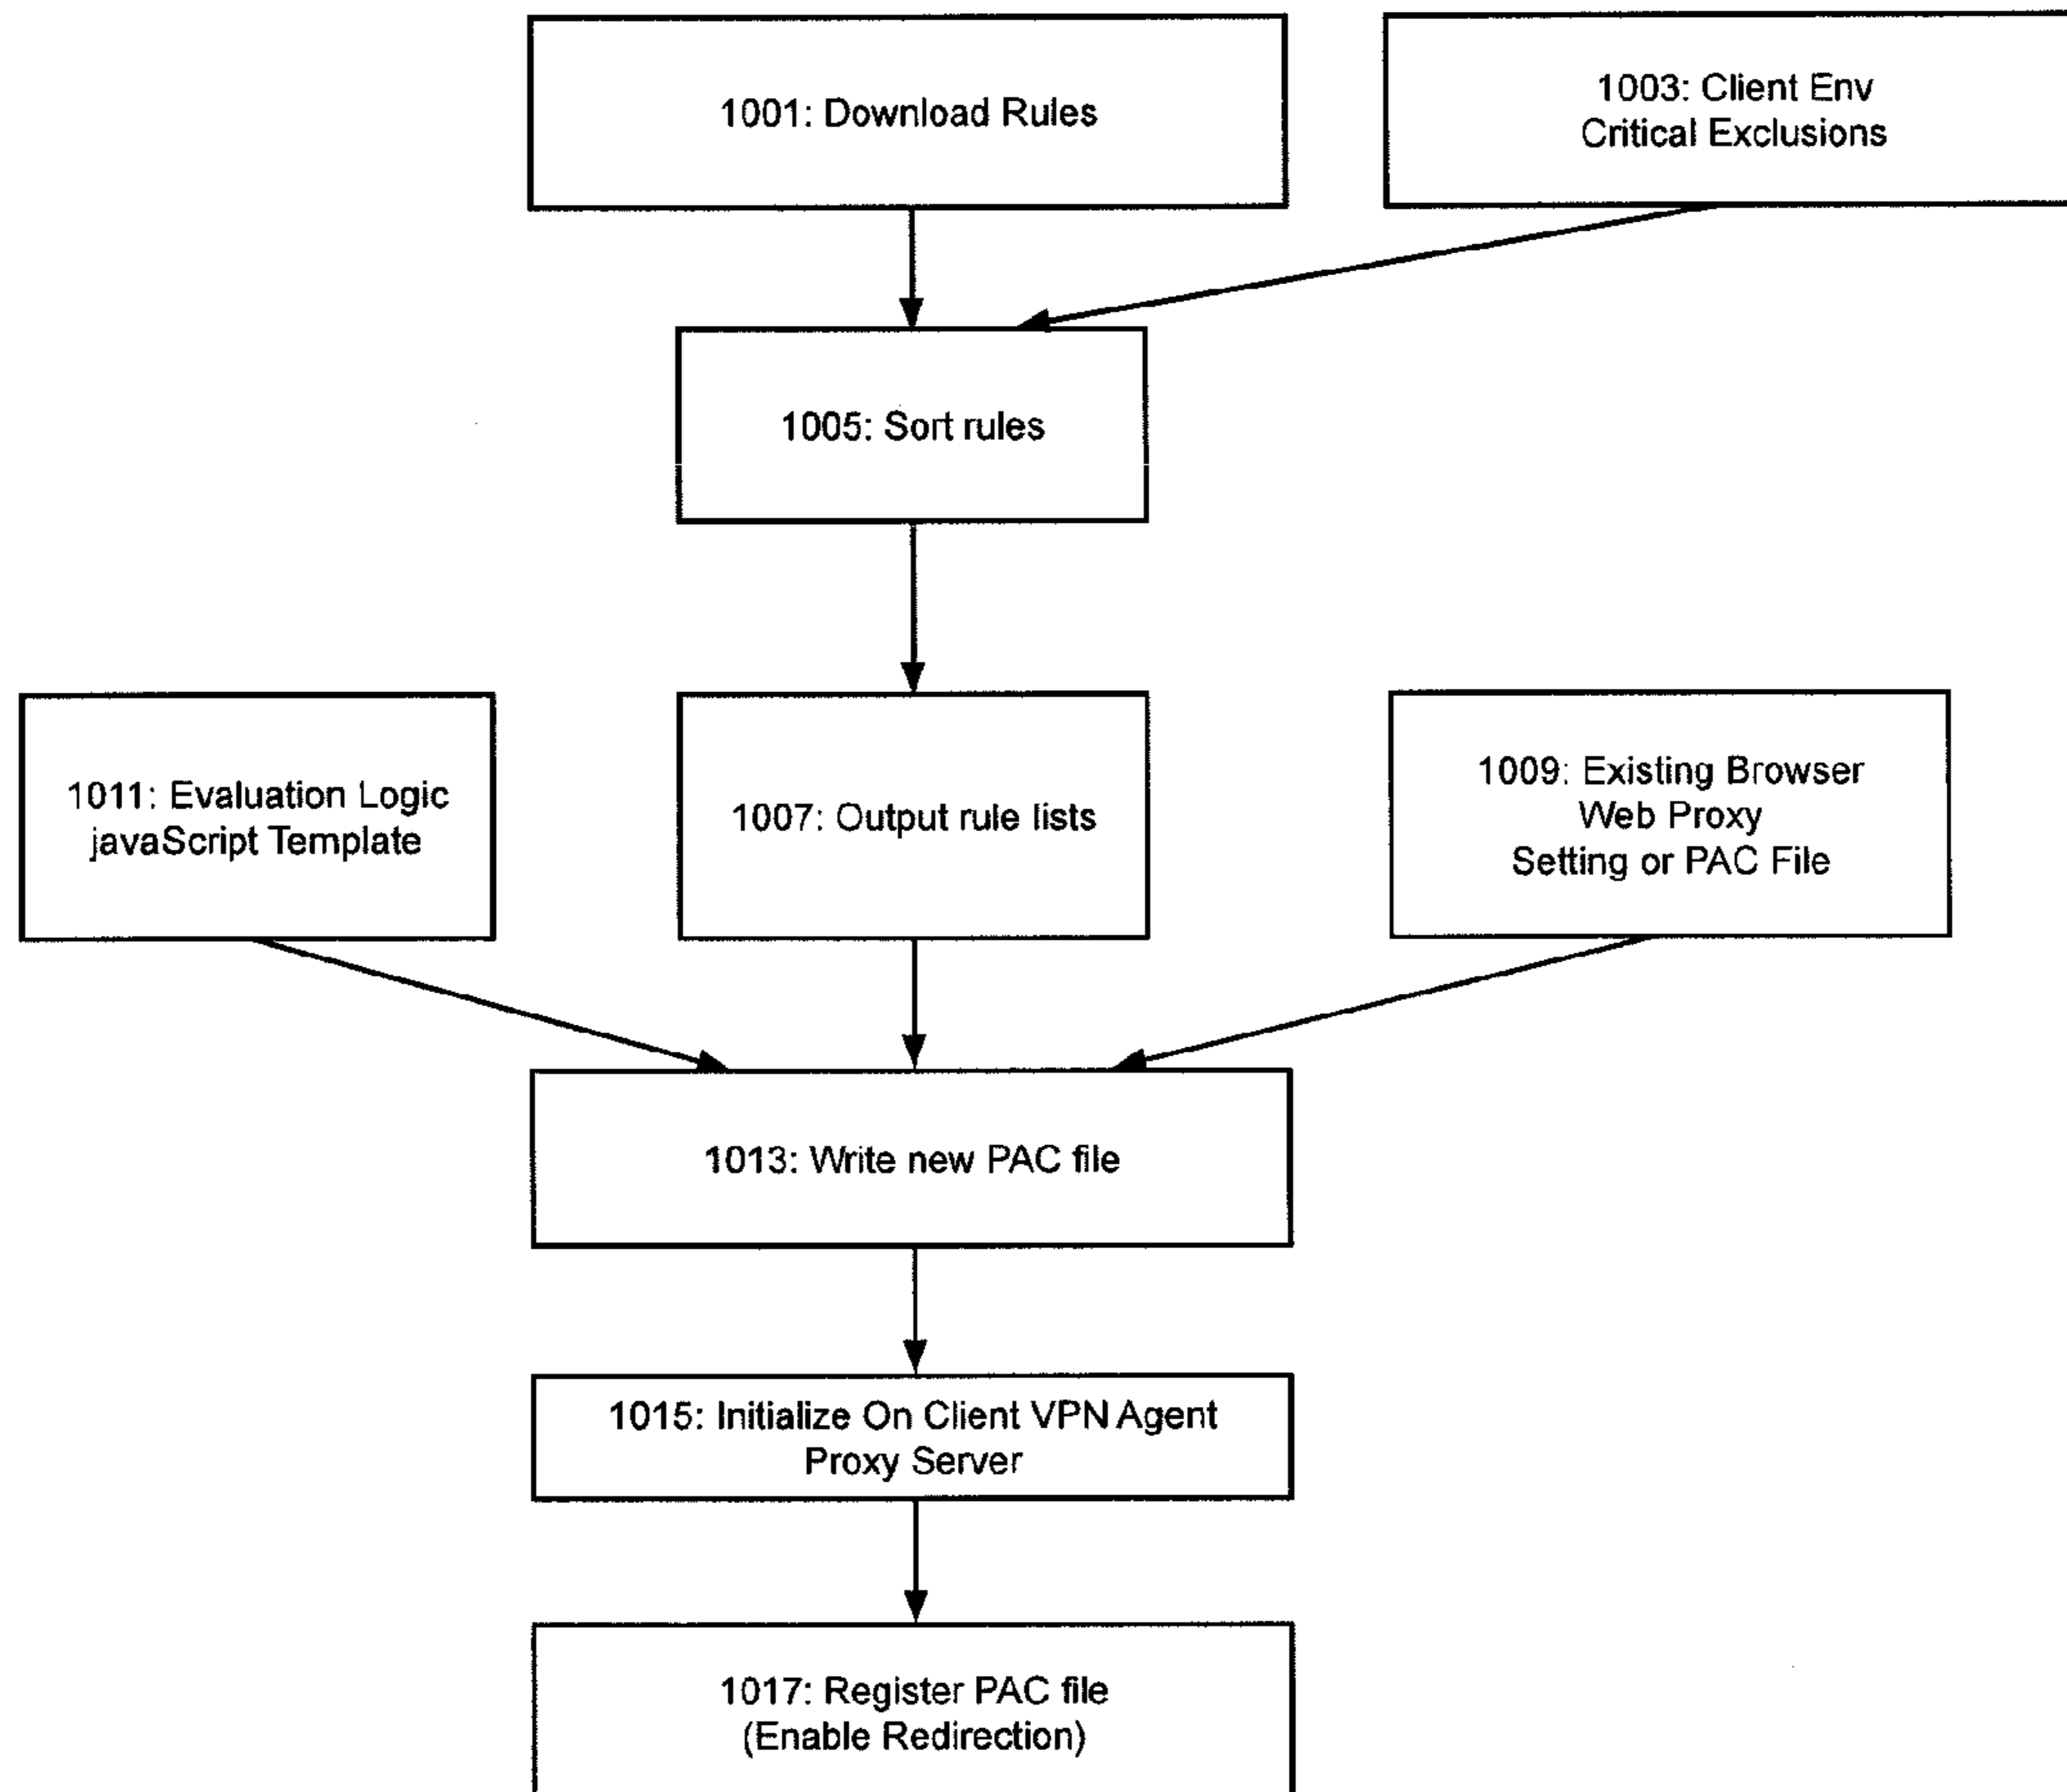 1001: Download Rules
1003: Client Env
Critical Exclusions
1005: Sort rules
1011: Evaluation Logic
javaScript Template
1007: Output rule lists
1009: Existing Browser
Web Proxy
Setting or PAC File
1013: Write new PAC file
1015: Initialize On Client VPN Agent
Proxy Server
1017: Register PAC file
(Enable Redirection)